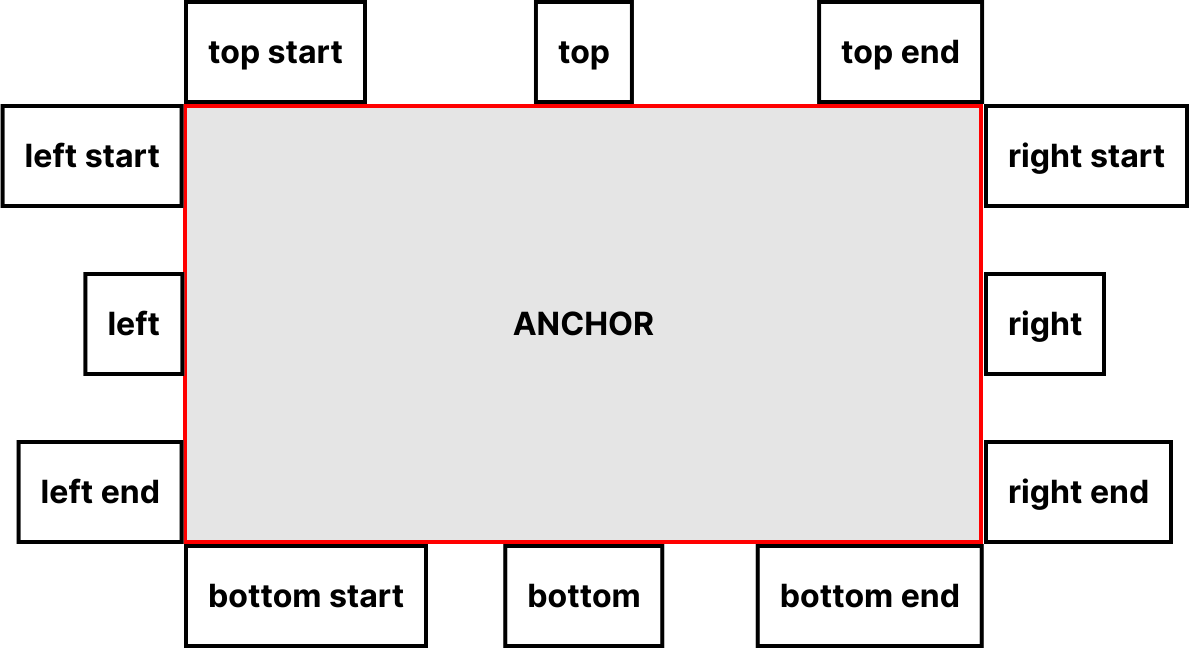 top start
top
top end
left start
right start
left
ANCHOR
right
left end
right end
bottom start
bottom
bottom end